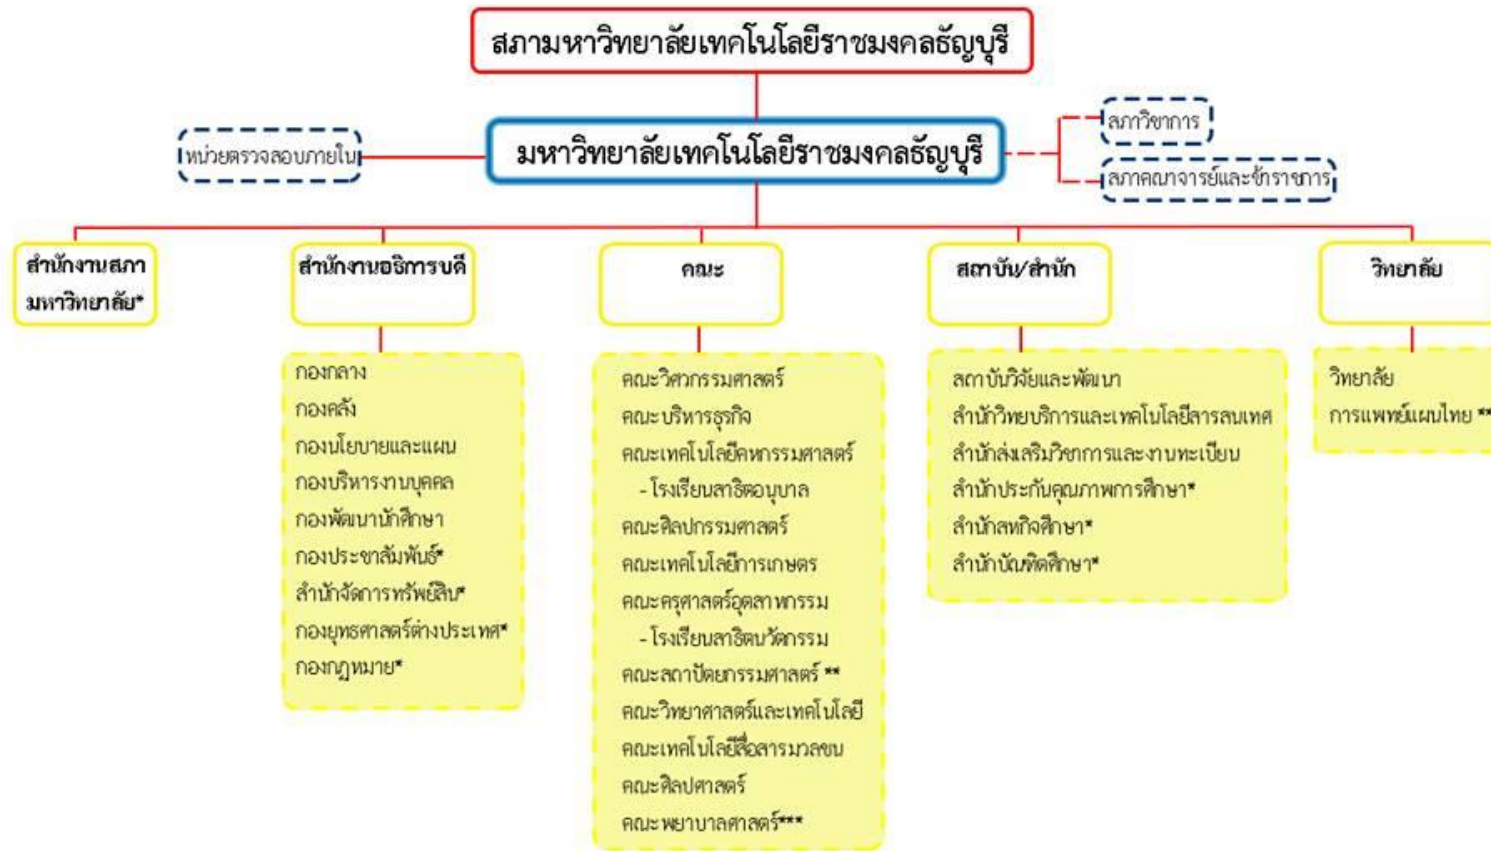 สภามหาวิทยาลัยเทคโนโลยีราชมงคลธัญบุรี
มหาวิทยาลัยเทคโนโลยีราชมงคลธัญบุรี
หน่วยตรวจสอบภายใน
สภาวิชาการ
สภาคณาจารย์และข้าราชการ
สำนักงานสภา
มหาวิทยาลัย*
สำนักงานอธิการบดี
คณะ
สถาบัน/สำนัก
วิทยาลัย
กองกลาง
กองคลัง
กองนโยบายและแผน
กองบริหารงานบุคคล
กองพัฒนานักศึกษา
กองประชาสัมพันธ์*
สำนักจัดการทรัพย์สิน*
กองยุทธศาสตร์ต่างประเทศ*
กองกฎหมาย*
คณะวิศวกรรมศาสตร์
คณะบริหารธุรกิจ
คณะเทคโนโลยีคหกรรมศาสตร์
- โรงเรียนสาธิตอนุบาล
คณะศิลปกรรมศาสตร์
คณะเทคโนโลยีการเกษตร
คณะครุศาสตร์อุตสาหกรรม
- โรงเรียนสาธิตนวัตกรรม
คณะสถาปัตยกรรมศาสตร์ **
คณะวิทยาศาสตร์และเทคโนโลยี
คณะเทคโนโลยีสื่อสารมวลชน
คณะศิลปศาสตร์
คณะพยาบาลศาสตร์***
สถาบันวิจัยและพัฒนา
สำนักวิทยบริการและเทคโนโลยีสารสนเทศ
สำนักส่งเสริมวิชาการและงานทะเบียน
สำนักประกันคุณภาพการศึกษา*
สำนักสหกิจศึกษา*
สำนักบัณฑิตศึกษา*
วิทยาลัย
การแพทย์แผนไทย **